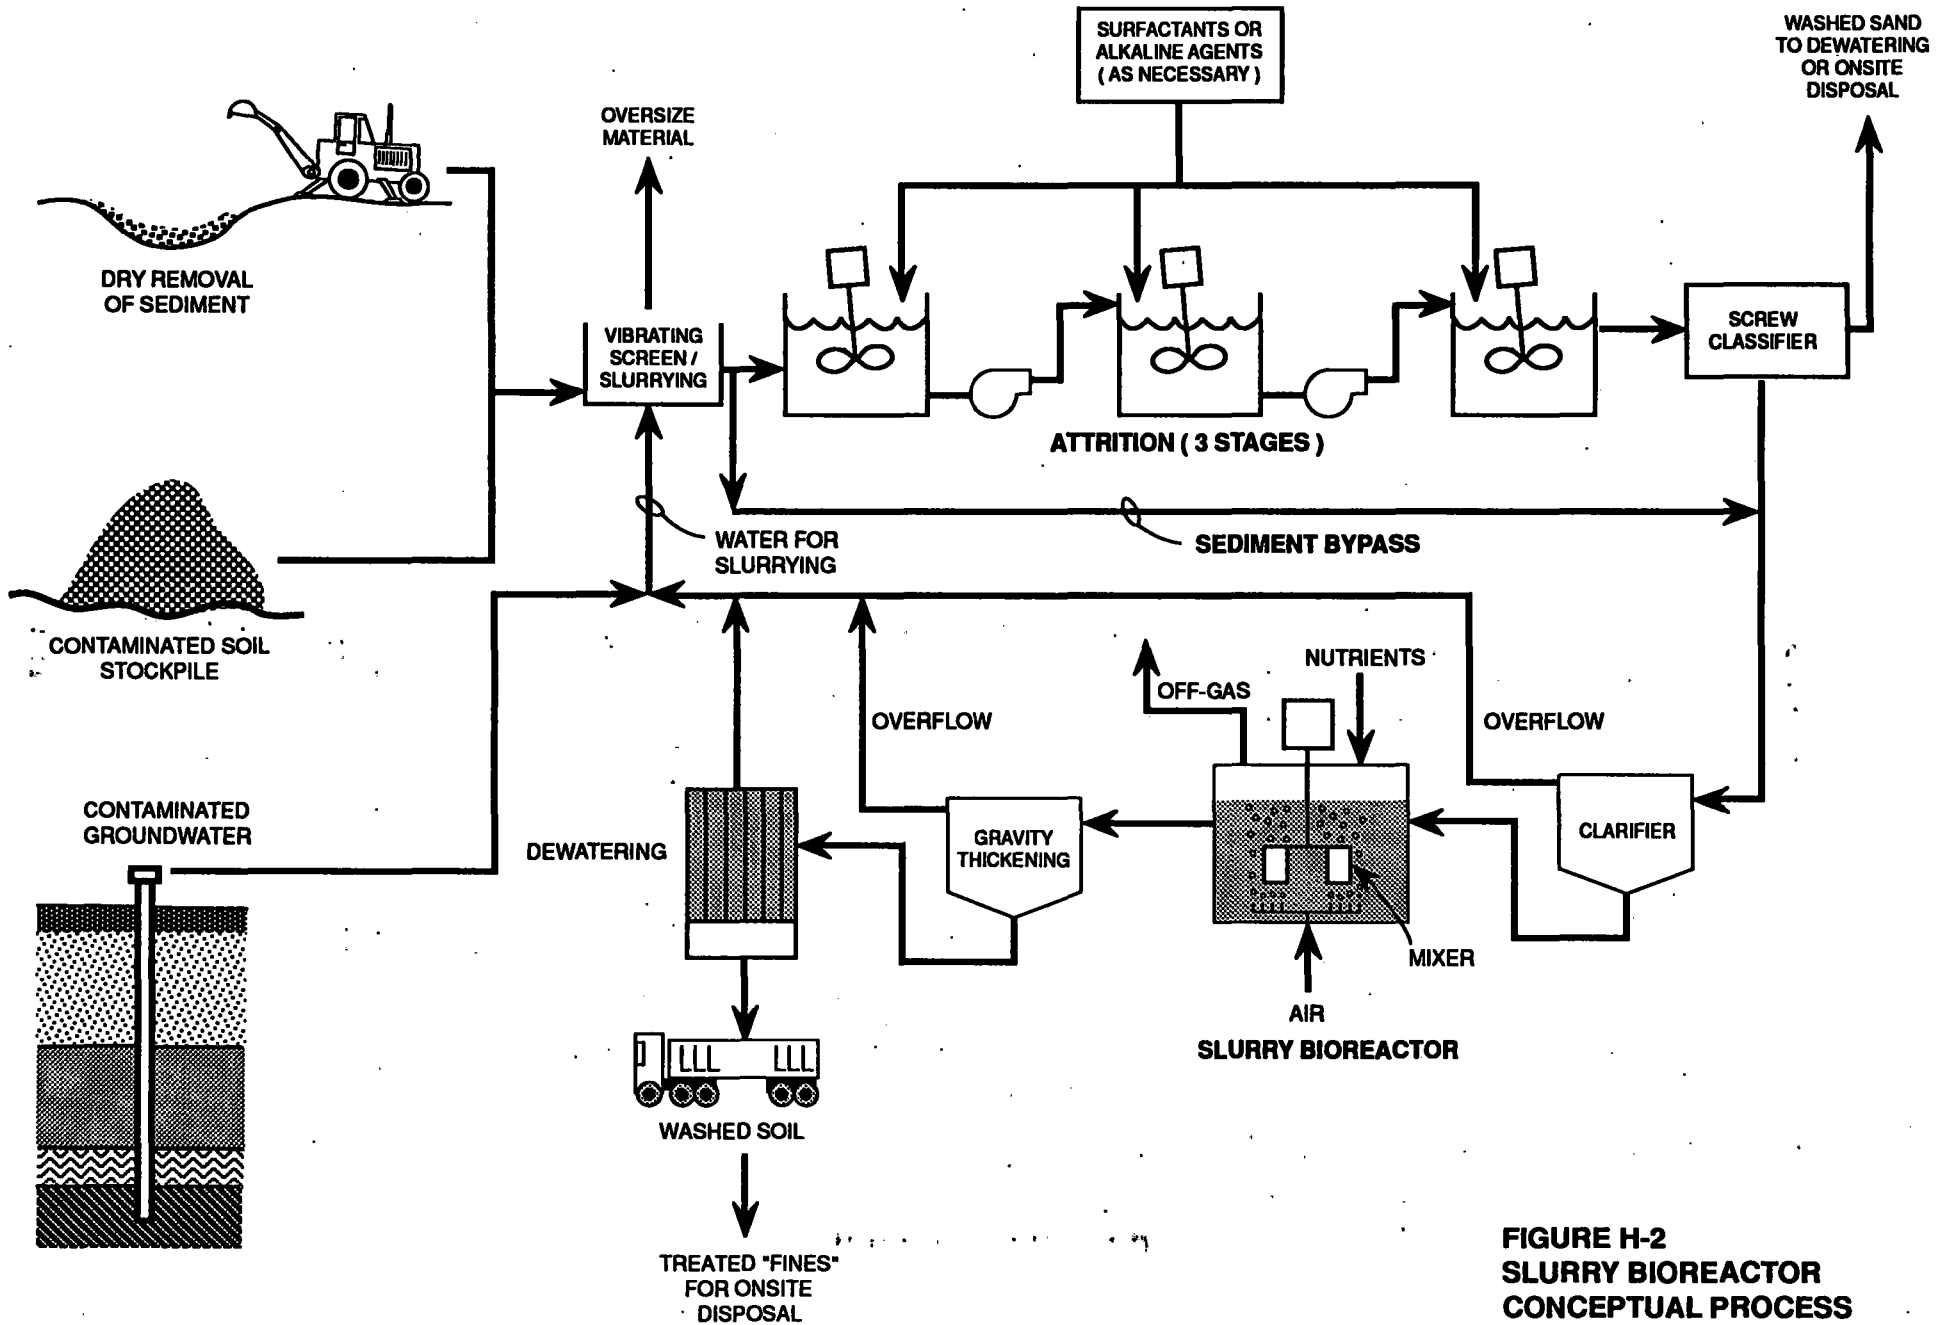 SURFACTANTS OR
ALKALINE AGENTS
( AS NECESSARY )
WASHED SAND
TO DEWATERING
OR ONSITE
DISPOSAL
OVERSIZE
MATERIAL
DRY REMOVAL
OF SEDIMENT
VIBRATING
SCREEN /
SLURRYING
SCREW
CLASSIFIER
ATTRITION ( 3 STAGES )
WATER FOR
SLURRYING
SEDIMENT BYPASS
CONTAMINATED SOIL
STOCKPILE
NUTRIENTS
OFF-GAS
OVERFLOW
OVERFLOW
CONTAMINATED
GROUNDWATER
DEWATERING
GRAVITY
THICKENING
CLARIFIER
MIXER
AIR
SLURRY BIOREACTOR
WASHED SOIL
TREATED "FINES"
FOR ONSITE
DISPOSAL
FIGURE H-2
SLURRY BIOREACTOR
CONCEPTUAL PROCESS